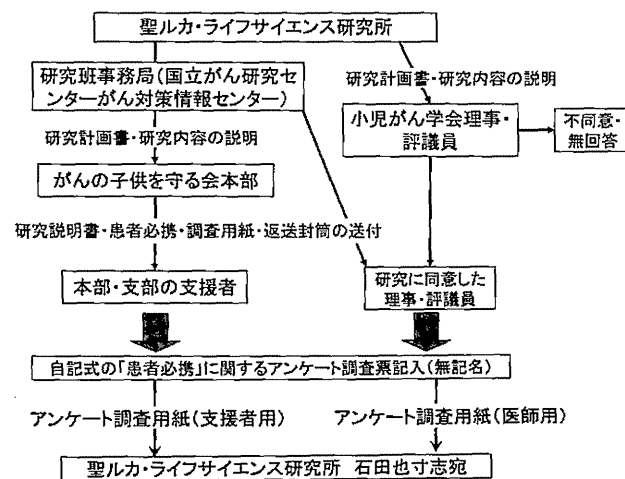 聖ルカ・ライフサイエンス研究所
研究班事務局(国立がん研究セ
ンターがん対策情報センター)
研究計画書・研究内容の説明
小児がん学会理事・
評議員
不同意・
無回答
研究計画書・研究内容の説明
がんの子供を守る会本部
研究説明書・患者必携・調査用紙・返送封筒の送付
本部・支部の支援者
研究に同意した
理事・評議員
自記式の「患者必携」に関するアンケート調査票記入(無記名)
アンケート調査用紙(支援者用)
アンケート調査用紙(医師用)
聖ルカ・ライフサイエンス研究所 石田也寸志宛